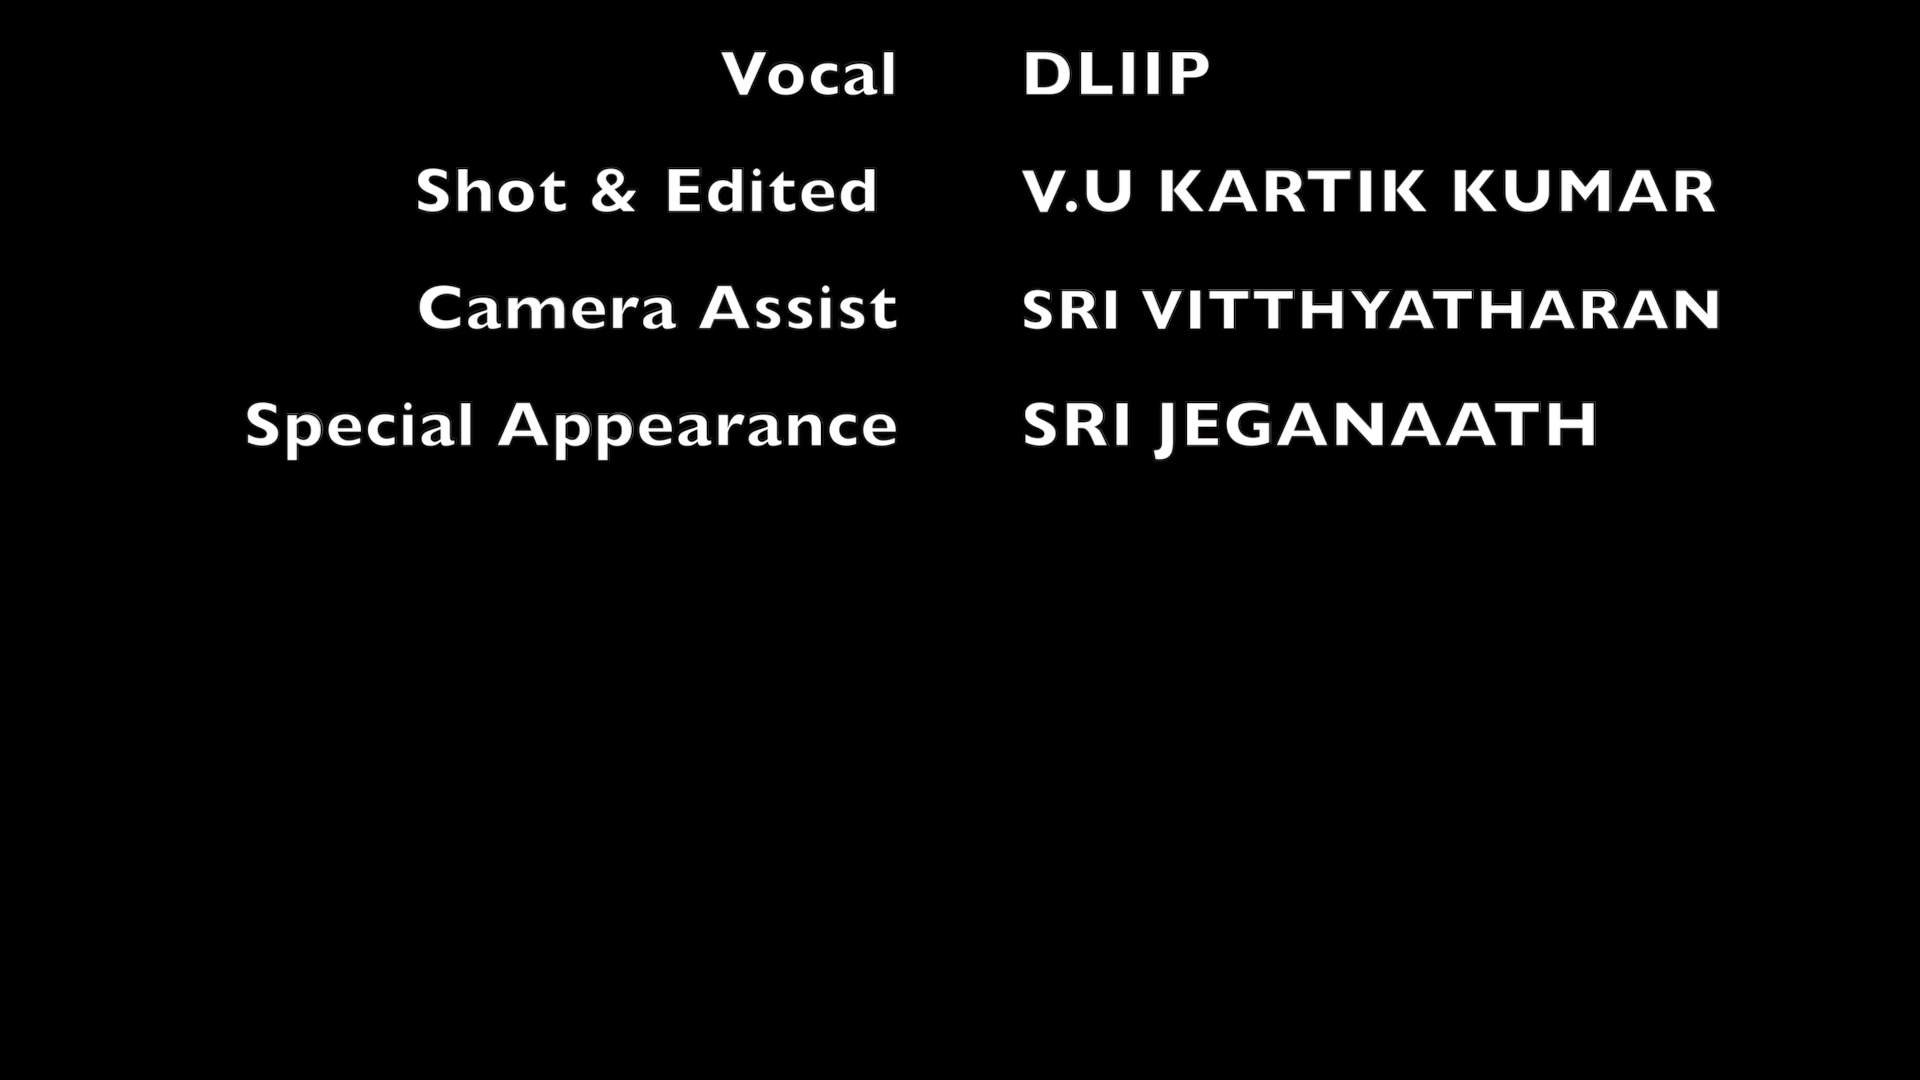 Vocal DLIIP
Shot & Edited V.U KARTIK KUMAR
Camera Assist SRI VITTHYATHARAN
Special Appearance SRI JEGANAATH